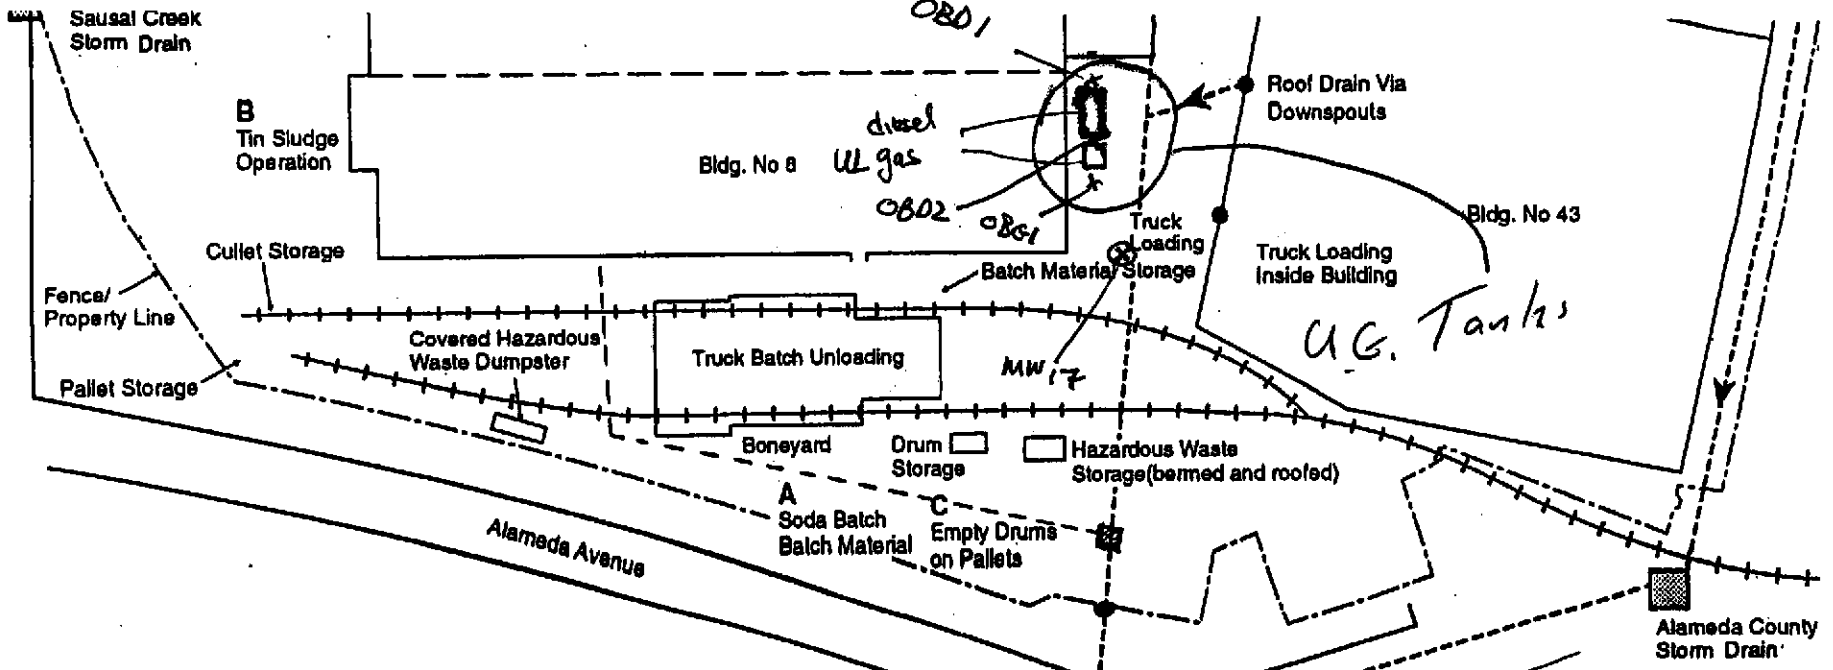 Sausal Creek
Storm Drain
OBD1
Roof Drain Via
Downspouts
B
Tin Sludge
Operation
diesel
UL gas
Bldg. No 8
OBD2
OBG1
Truck
Loading
Bldg. No 43
Cullet Storage
Batch Material Storage
Truck Loading
Inside Building
Fence/
Property Line
U.G. Tanks
Covered Hazardous
Waste Dumpster
Truck Batch Unloading
MW17
Pallet Storage
Boneyard
Drum
Storage
Hazardous Waste
Storage(bermed and roofed)
A
Soda Batch
Batch Material
C
Empty Drums
on Pallets
Alameda Avenue
Alameda County
Storm Drain